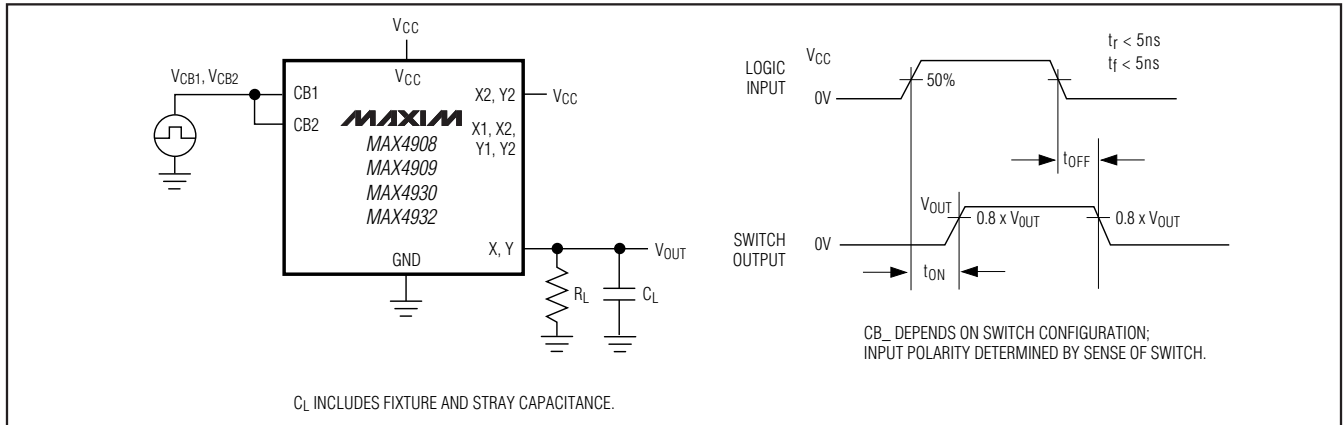 VCC
VCB1, VCB2
VCC
CB1
CB2
X2, Y2
VCC
MAXIM
X1, X2,
Y1, Y2
MAX4908
MAX4909
MAX4930
MAX4932
X, Y
VOUT
GND
RL
CL
CL INCLUDES FIXTURE AND STRAY CAPACITANCE.
LOGIC
INPUT
VCC
0V
50%
tr < 5ns
tf < 5ns
tOFF
SWITCH
OUTPUT
VOUT
0V
0.8 x VOUT
0.8 x VOUT
tON
CB_ DEPENDS ON SWITCH CONFIGURATION;
INPUT POLARITY DETERMINED BY SENSE OF SWITCH.